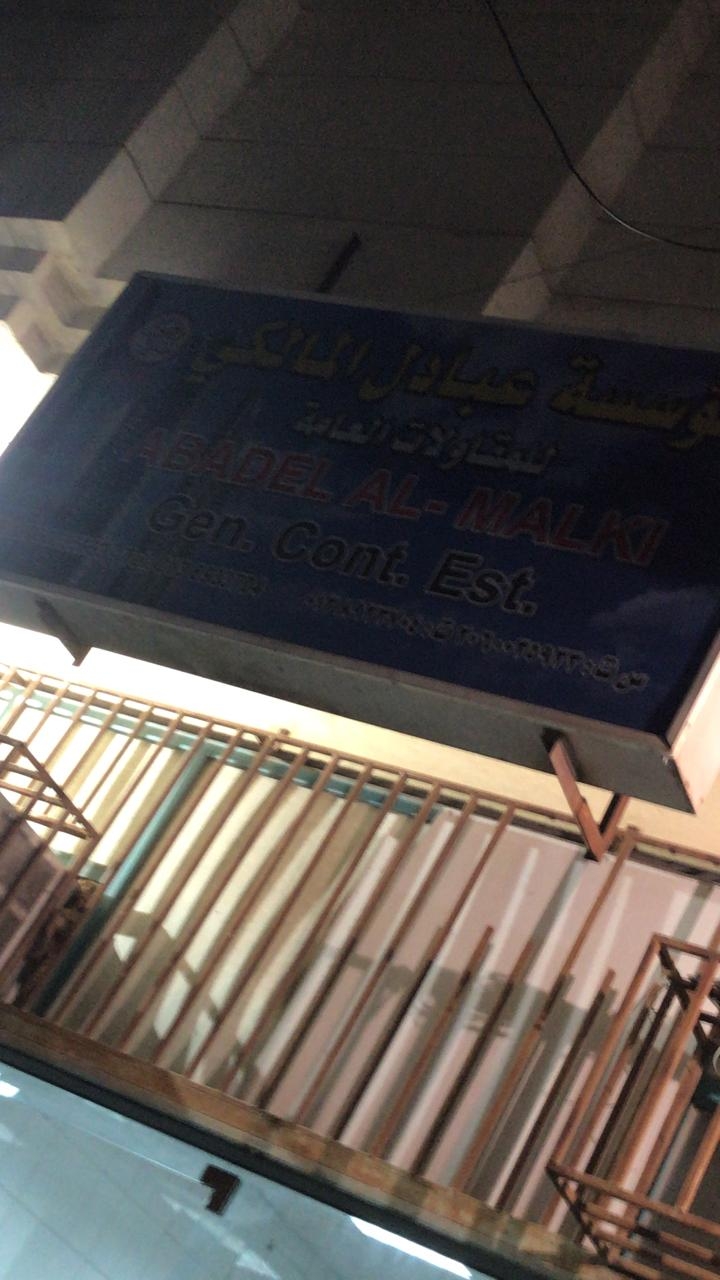 مؤسسة عبادل المالكي
للمقاولات العامة
ABADEL AL- MALKI
Gen. Cont. Est.